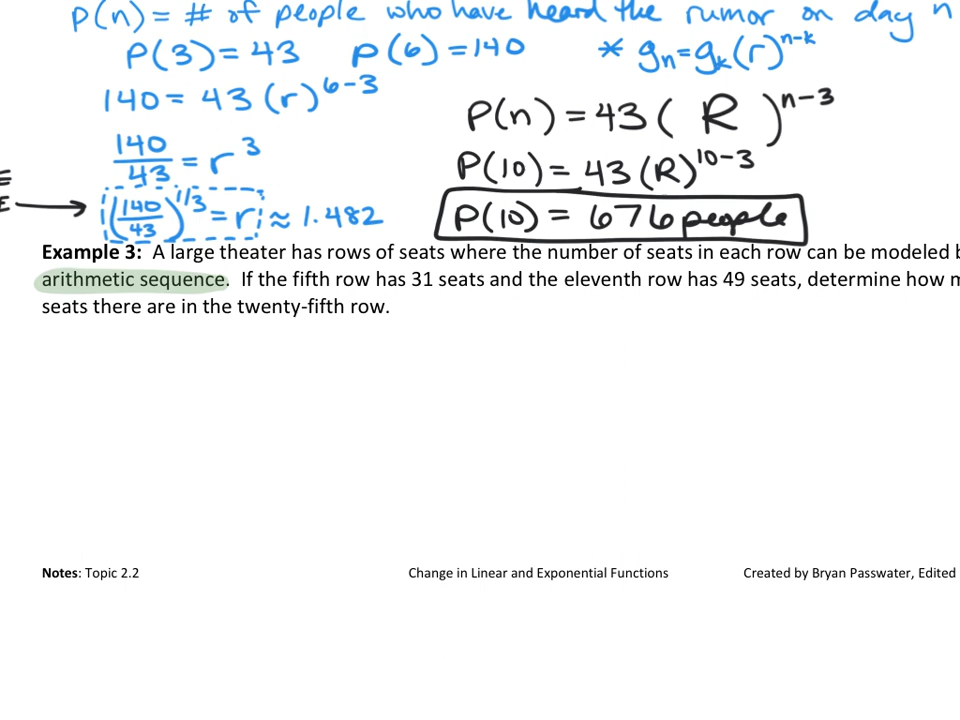 P(n) = # of people who have heard the rumor on day n
P(3) = 43 P(6) = 140 * gn = gk(r)^n-k
140 = 43 (r)^6-3
P(n) = 43 ( R )^n-3
140/43 = r^3
P(10) = 43 (R)^10-3
(140/43)^1/3 = r ≈ 1.482
P(10) = 676 people
Example 3: A large theater has rows of seats where the number of seats in each row can be modeled b
arithmetic sequence. If the fifth row has 31 seats and the eleventh row has 49 seats, determine how m
seats there are in the twenty-fifth row.
Notes: Topic 2.2 Change in Linear and Exponential Functions Created by Bryan Passwater, Edited